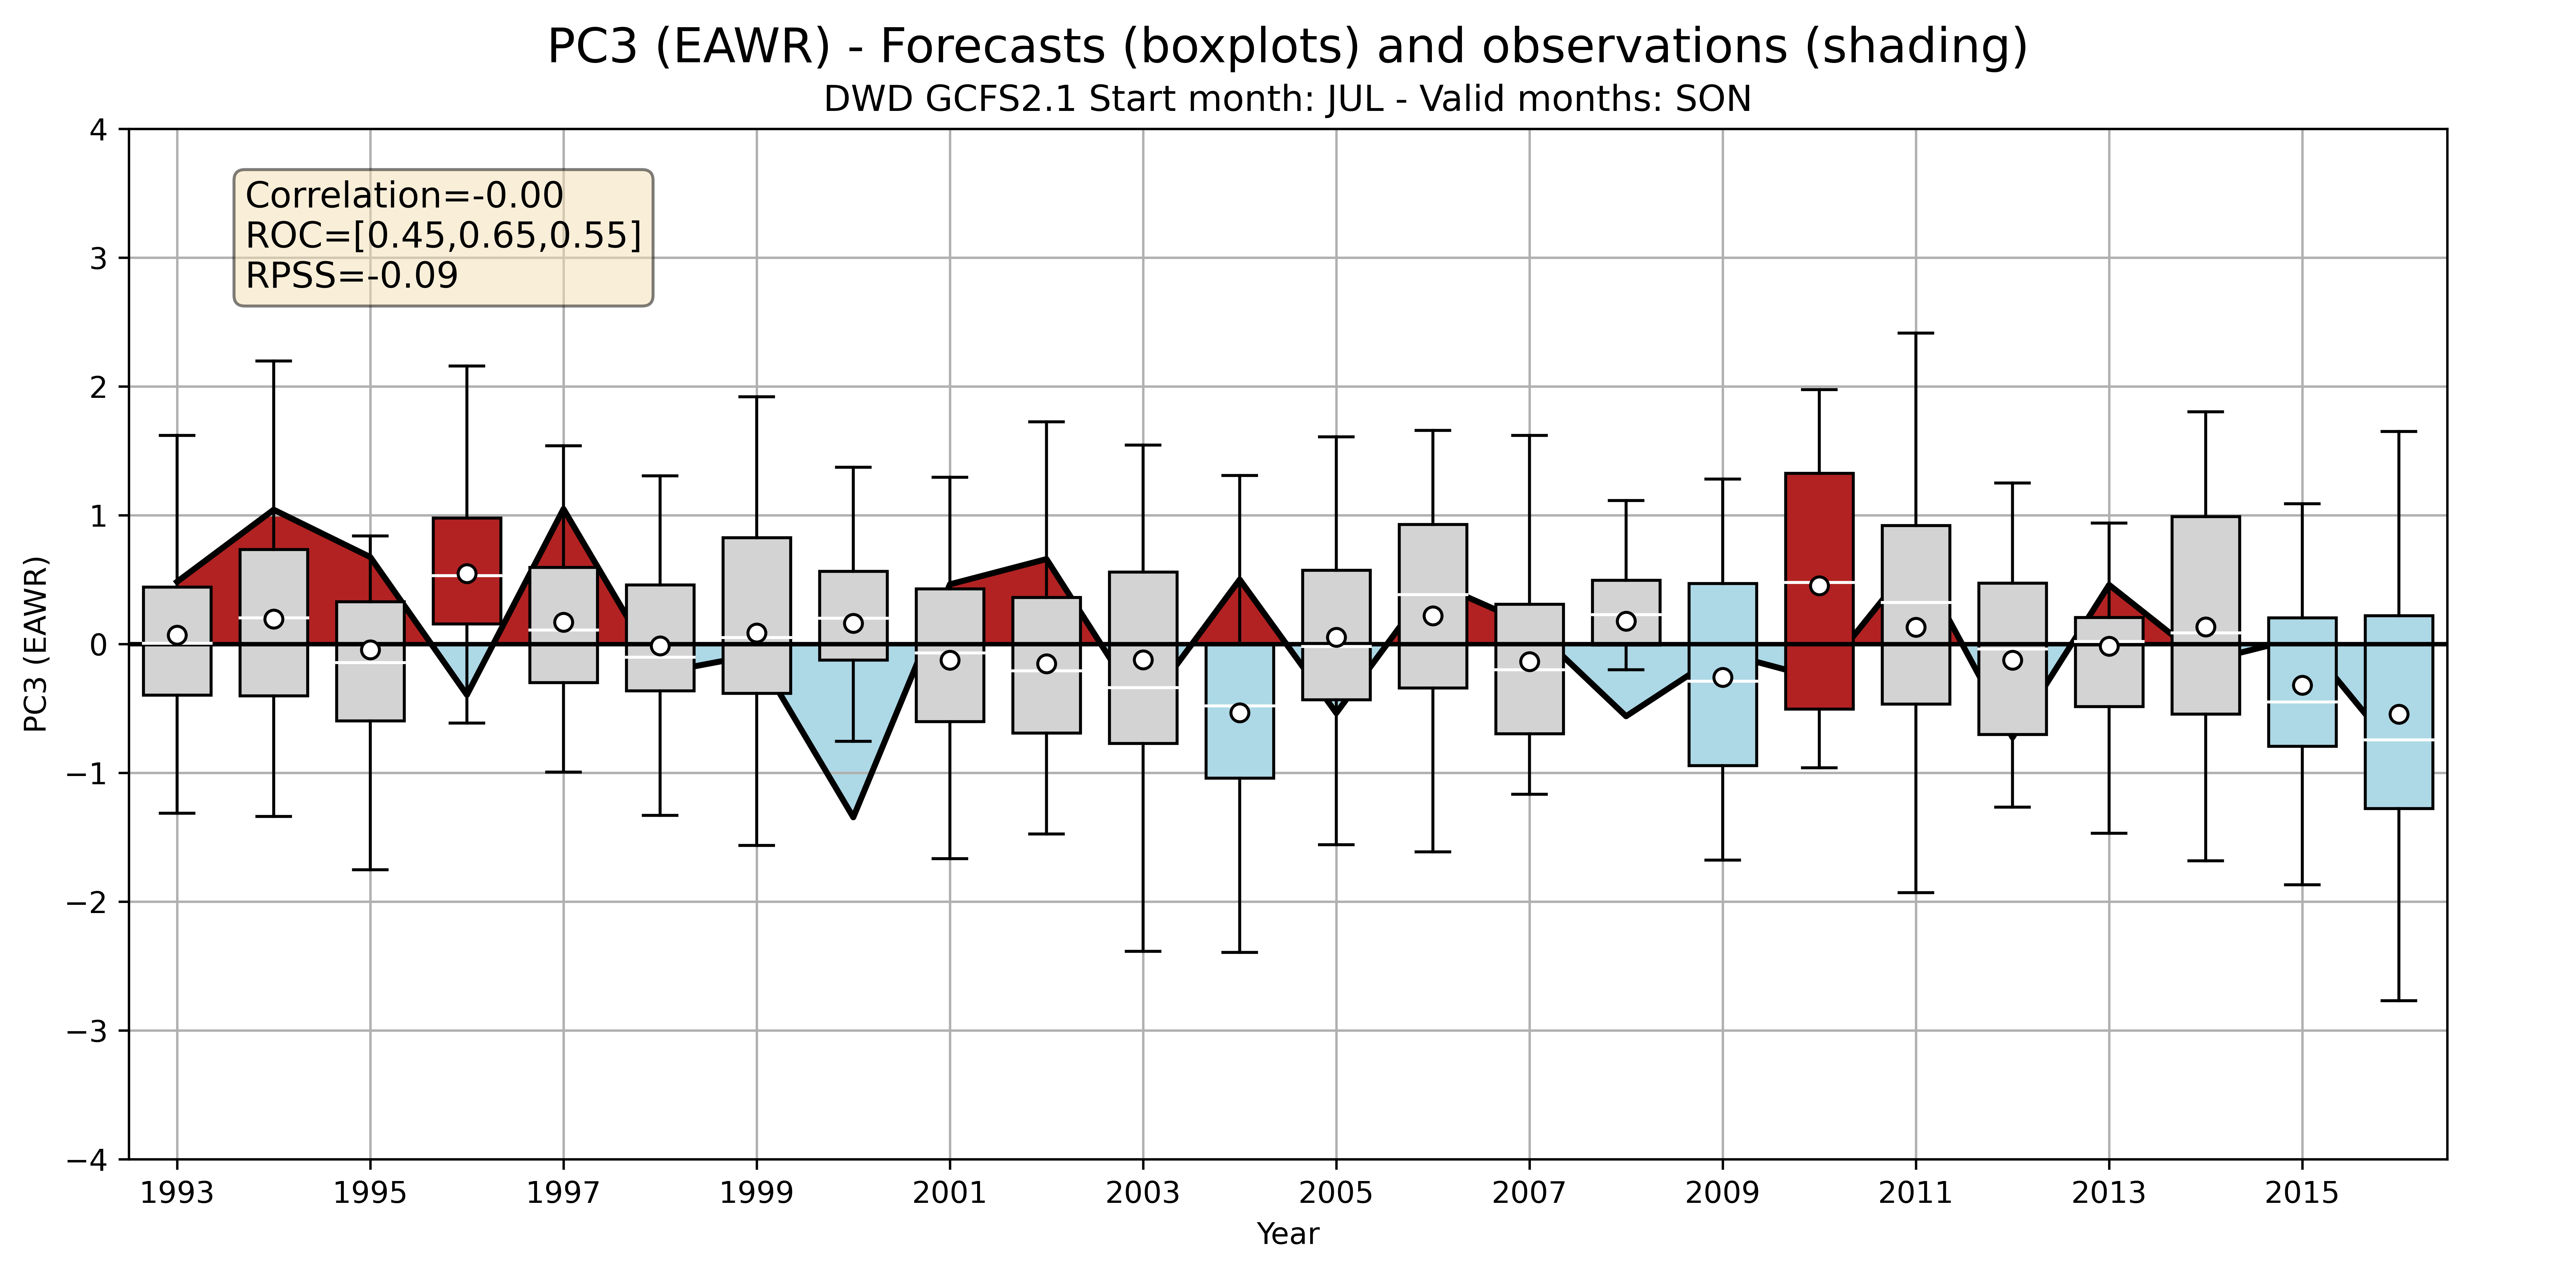 PC3 (EAWR) - Forecasts (boxplots) and observations (shading)
DWD GCFS2.1 Start month: JUL - Valid months: SON
Correlation=-0.00
ROC=[0.45,0.65,0.55]
RPSS=-0.09
PC3 (EAWR)
4
3
2
1
0
−1
−2
−3
−4
1993 1995 1997 1999 2001 2003 2005 2007 2009 2011 2013 2015
Year